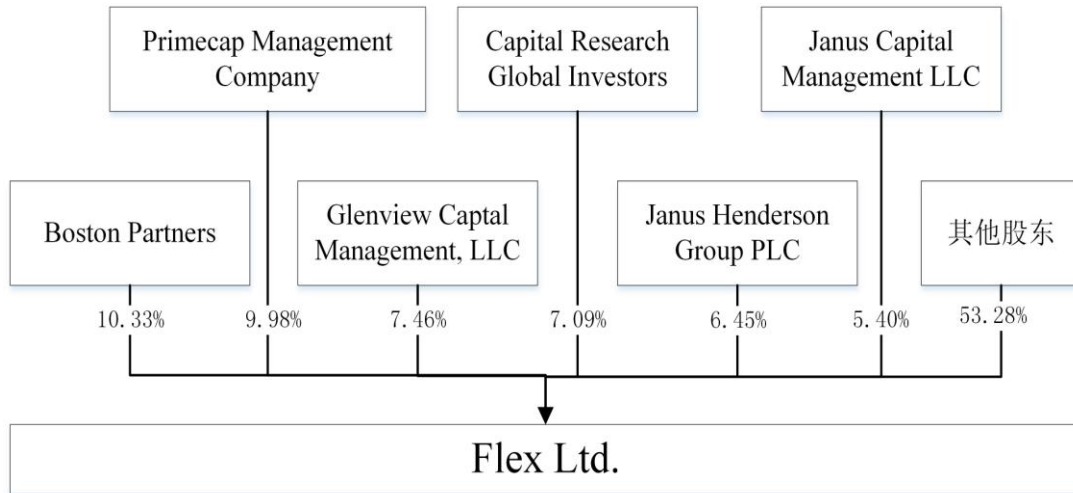 Primecap Management
Company
Capital Research
Global Investors
Janus Capital
Management LLC
Boston Partners
Glenview Captal
Management, LLC
Janus Henderson
Group PLC
其他股东
10.33%
9.98%
7.46%
7.09%
6.45%
5.40%
53.28%
Flex Ltd.